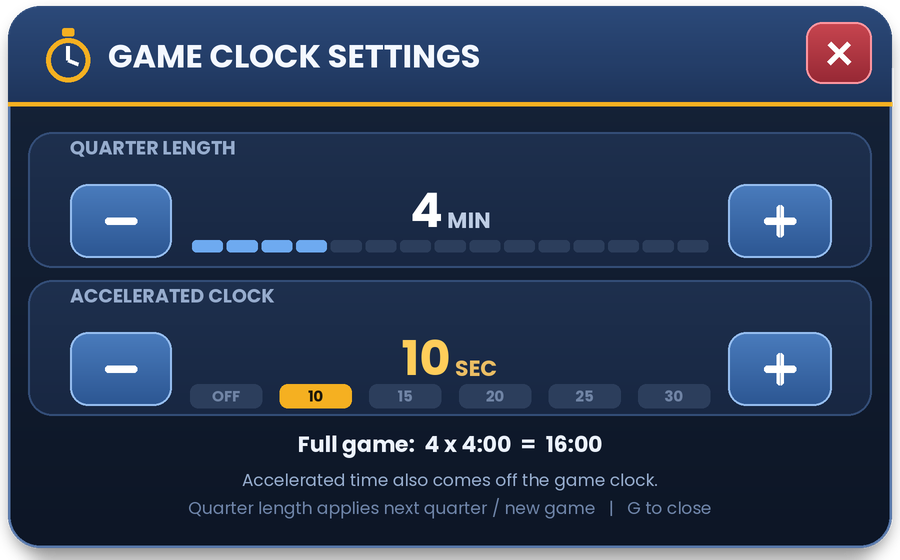 GAME CLOCK SETTINGS
QUARTER LENGTH
4 MIN
ACCELERATED CLOCK
10 SEC
OFF 10 15 20 25 30
Full game: 4 x 4:00 = 16:00
Accelerated time also comes off the game clock.
Quarter length applies next quarter / new game | G to close